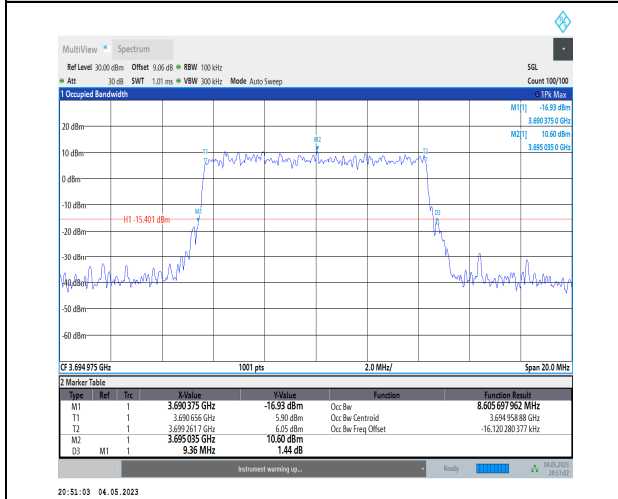 MultiView Spectrum
Ref Level 30.00 dBm Offset 9.06 dB RBW 100 kHz SGL
Att 30 dB SWT 1.01 ms VBW 300 kHz Mode Auto Sweep Count 100/100
1 Occupied Bandwidth 1Pk Max
M1[1] -16.93 dBm
3.690 375 0 GHz
M2[1] 10.60 dBm
3.695 035 0 GHz
20 dBm
M2
10 dBm
T1 T2
0 dBm
-10 dBm
M1 D3
H1 -15.401 dBm
-20 dBm
-30 dBm
-40 dBm
-50 dBm
-60 dBm
CF 3.694 975 GHz 1001 pts 2.0 MHz/ Span 20.0 MHz
2 Marker Table
Type Ref Trc X-Value Y-Value Function Function Result
M1 1 3.690 375 GHz -16.93 dBm Occ Bw 8.605 697 962 MHz
T1 1 3.690 656 GHz 5.90 dBm Occ Bw Centroid 3.694 958 88 GHz
T2 1 3.699 261 7 GHz 6.05 dBm Occ Bw Freq Offset -16.120 280 377 kHz
M2 1 3.695 035 GHz 10.60 dBm
D3 M1 1 9.36 MHz 1.44 dB
Instrument warming up... Ready 04.05.2023
20:51:02
20:51:03 04.05.2023